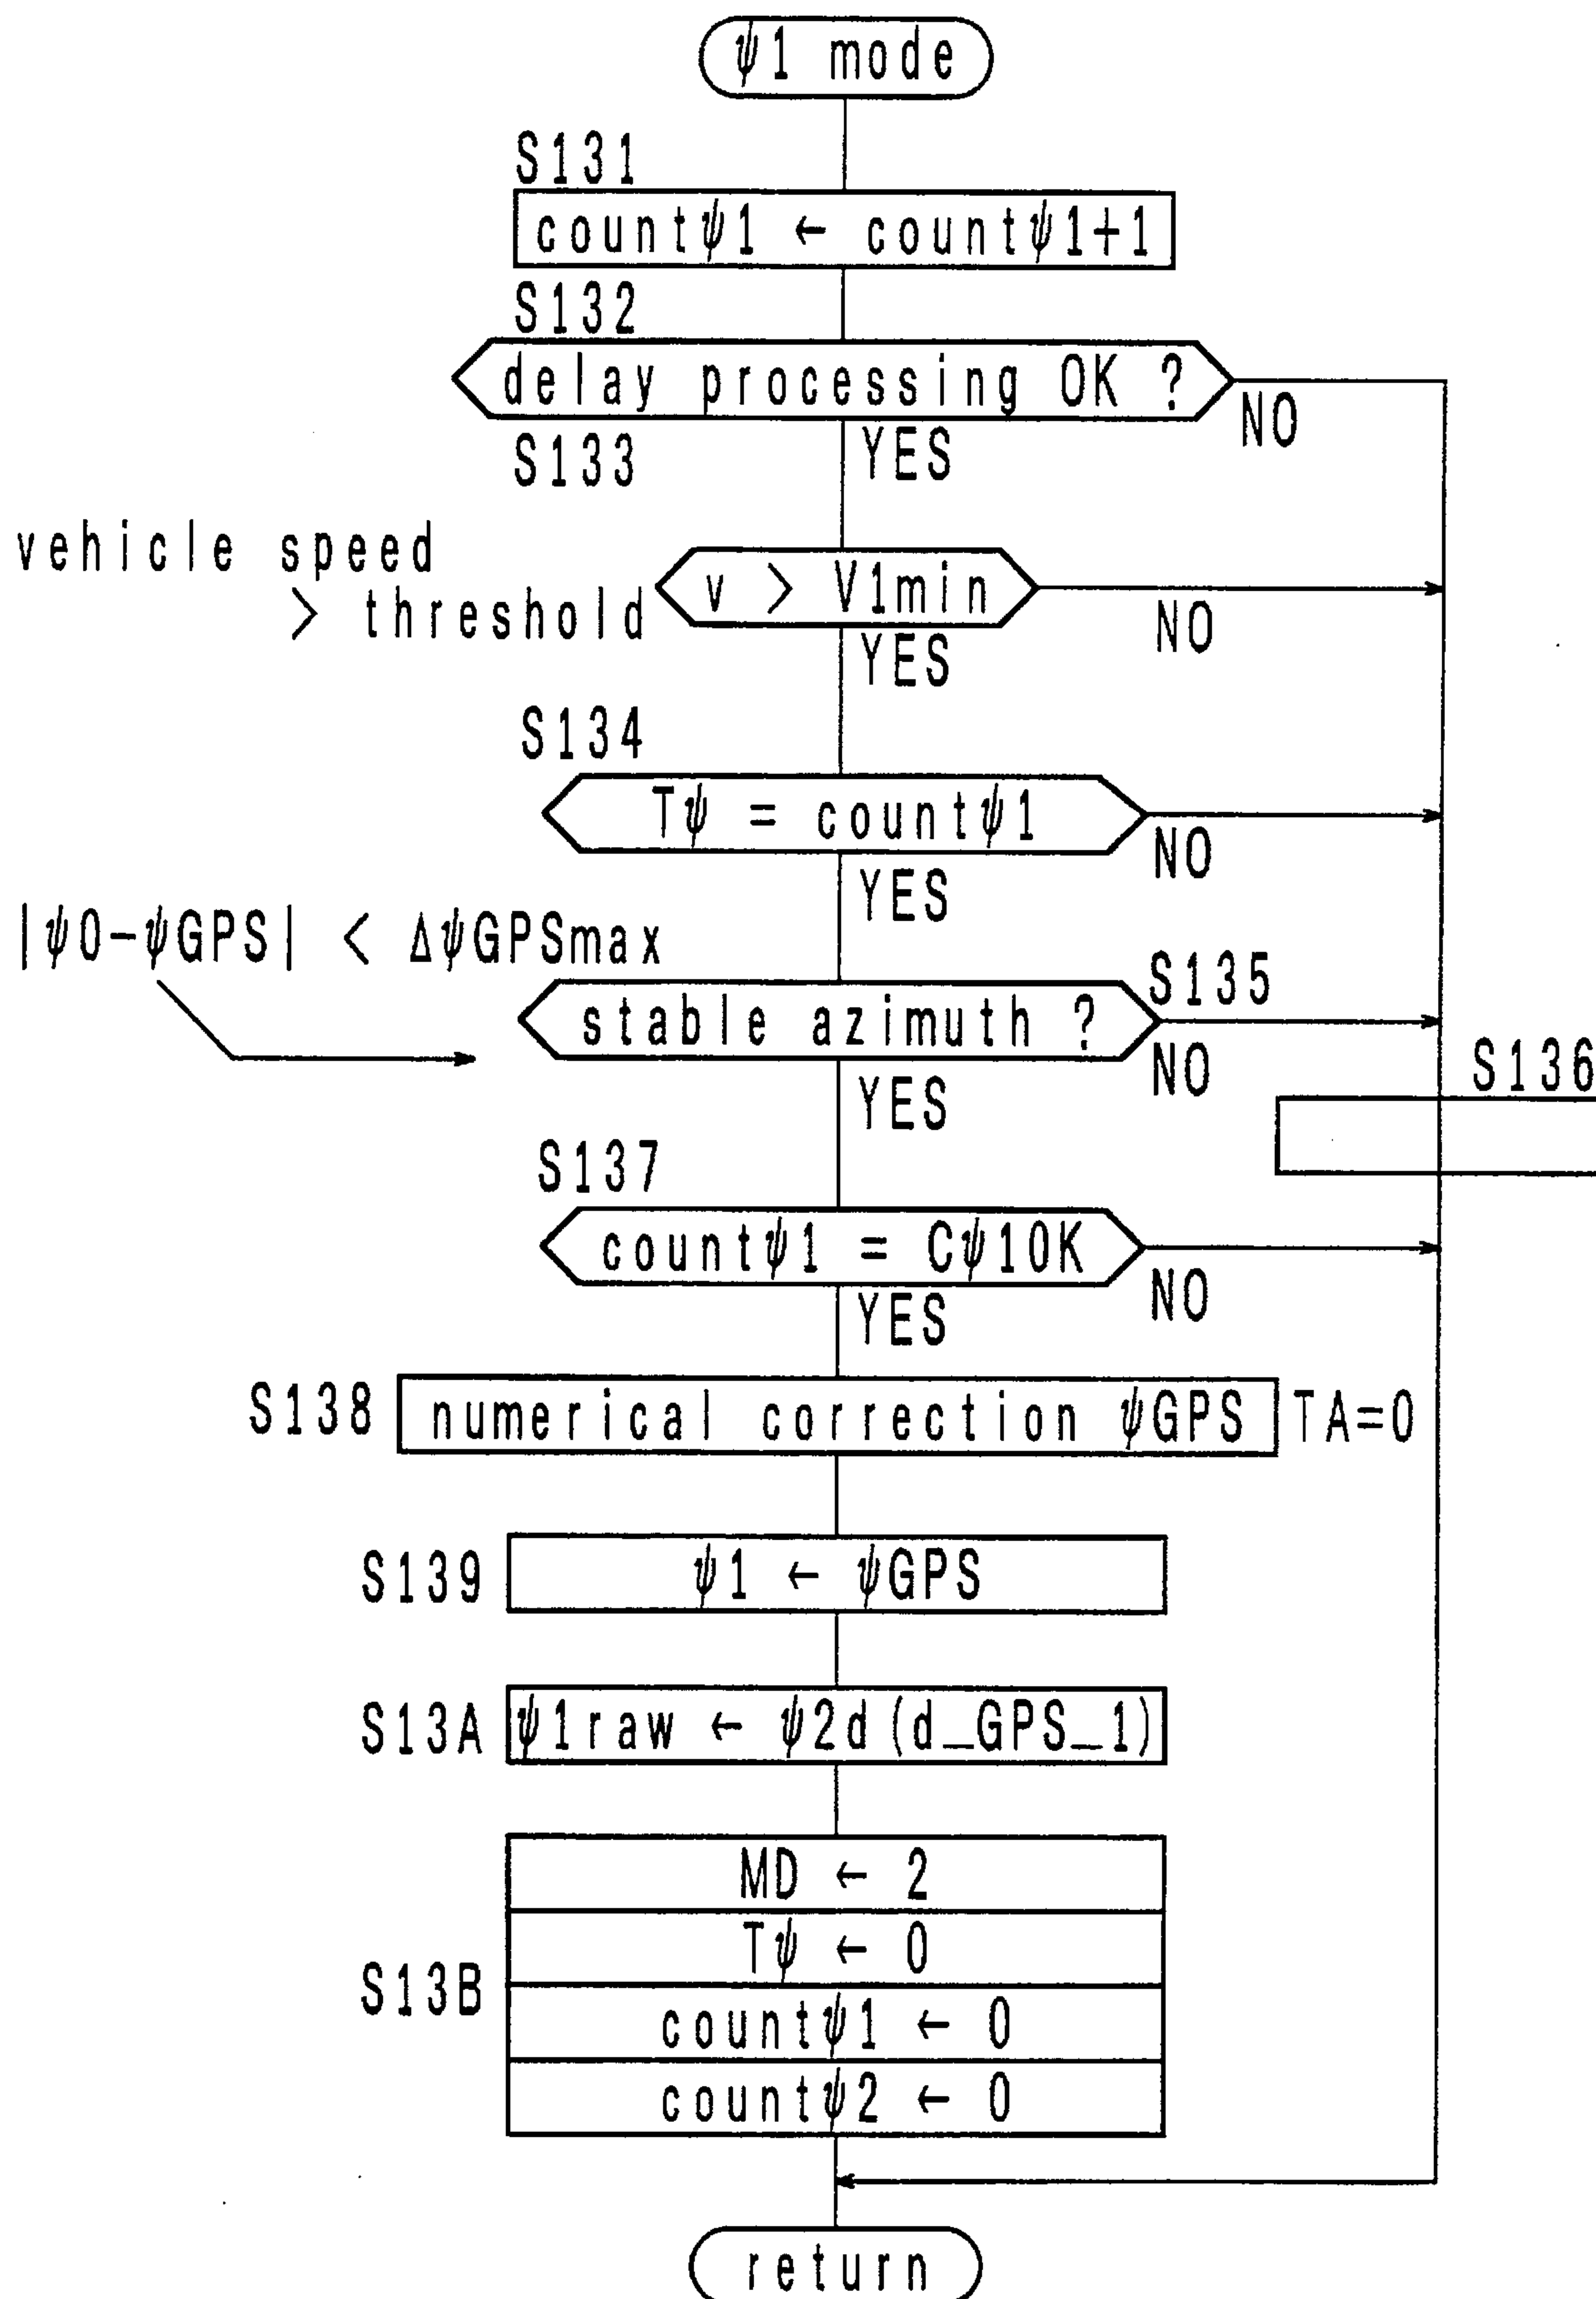 ψ1 mode
S131
countψ1 ← countψ1+1
S132
delay processing OK ?
NO
S133
YES
vehicle speed
> threshold
v > V1min
NO
YES
S134
Tψ = countψ1
NO
YES
|ψ0-ψGPS| < ΔψGPSmax
S135
stable azimuth ?
NO
YES
S136
S137
countψ1 = Cψ10K
NO
YES
S138
numerical correction ψGPS
TA=0
S139
ψ1 ← ψGPS
S13A
ψ1raw ← ψ2d(d_GPS_1)
MD ← 2
Tψ ← 0
S13B
countψ1 ← 0
countψ2 ← 0
return